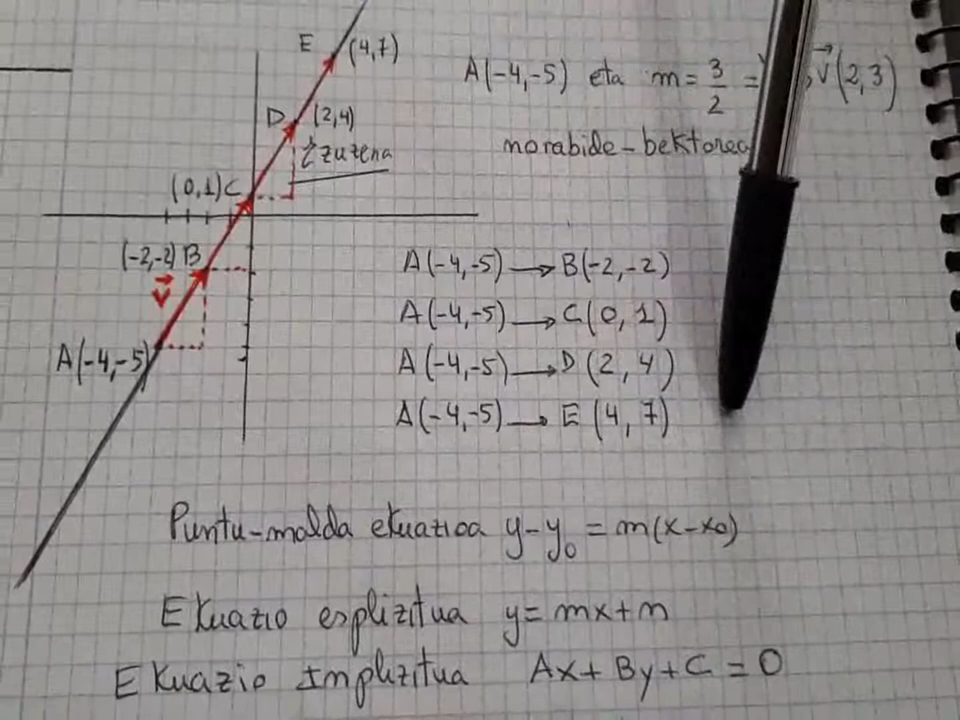 E (4,7)
D (2,4)
t zuzena
(0,1) C
(-2,-2) B
v⃗
A(-4,-5)
A(-4,-5) eta m = 3/2 = , v⃗(2,3)
norabide-bektorea
A(-4,-5) → B(-2,-2)
A(-4,-5) → C(0,1)
A(-4,-5) → D(2,4)
A(-4,-5) → E(4,7)
Puntu-malda ekuazioa y-y₀ = m(x-x₀)
Ekuazio esplizitua y = mx+n
Ekuazio Implizitua Ax+By+C = 0